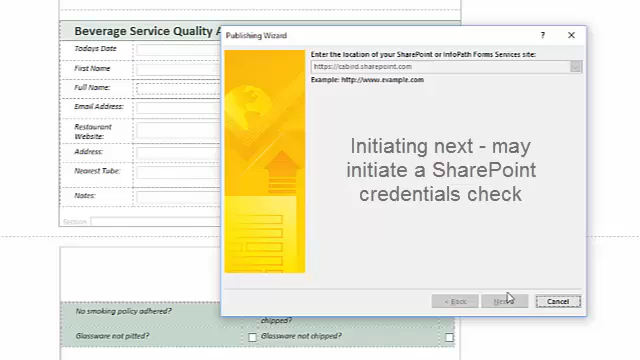 Beverage Service Quality A
Todays Date
First Name
Full Name:
Email Address:
Restaurant
Website:
Address:
Nearest Tube:
Notes:
Section
Publishing Wizard
?
Enter the location of your SharePoint or InfoPath Forms Services site:
https://cabird.sharepoint.com
Example: http://www.example.com
Initiating next - may
initiate a SharePoint
credentials check
< Back
Cancel
No smoking policy adhered?
chipped?
Glassware not pitted?
Glassware not chipped?